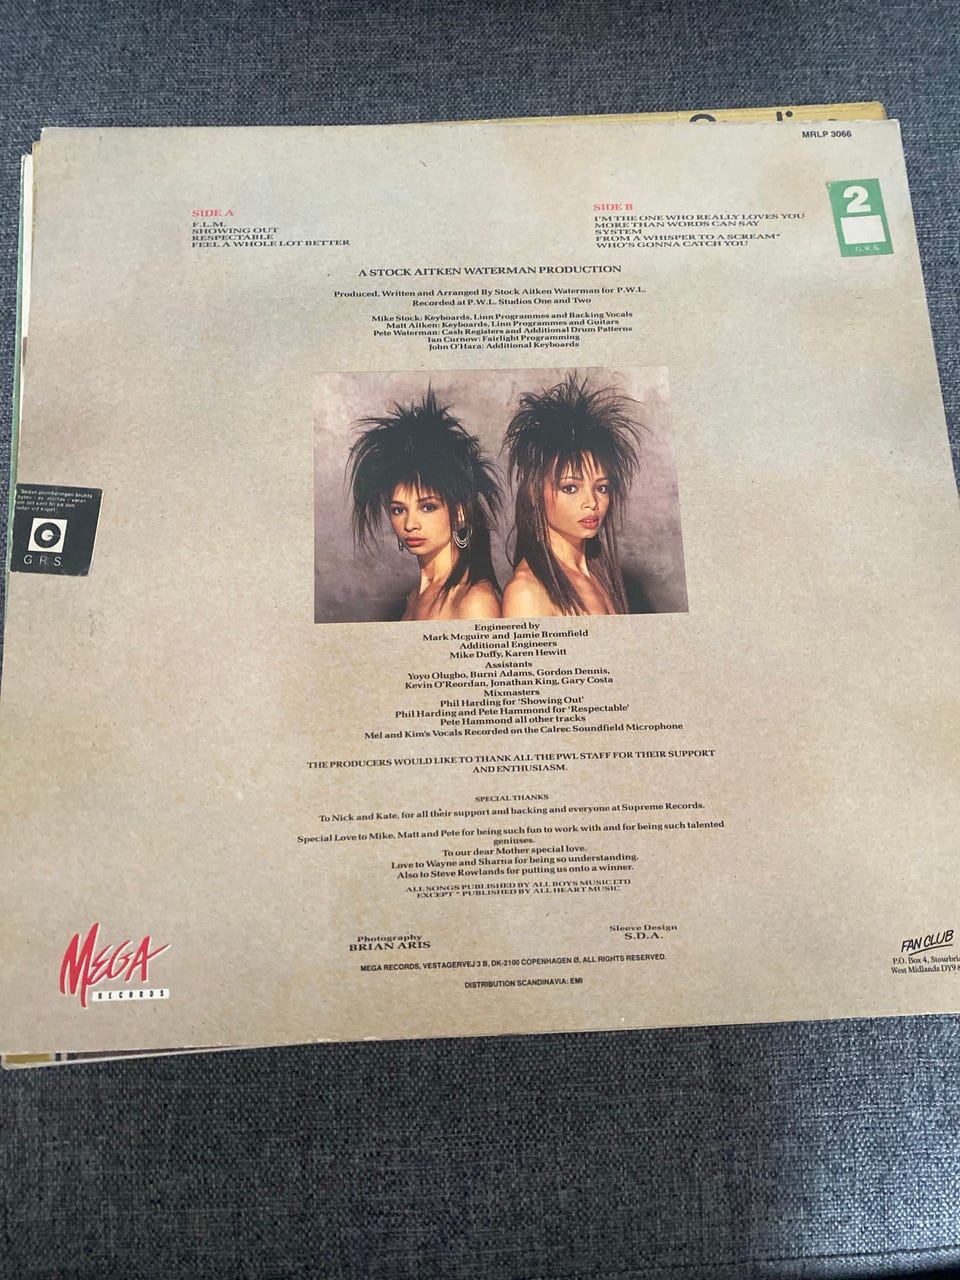 MRLP 3066
2
G.R.S.
SIDE A
F.L.M.
SHOWING OUT
RESPECTABLE
FEEL A WHOLE LOT BETTER
SIDE B
I'M THE ONE WHO REALLY LOVES YOU
MORE THAN WORDS CAN SAY
SYSTEM
FROM A WHISPER TO A SCREAM*
WHO'S GONNA CATCH YOU
A STOCK AITKEN WATERMAN PRODUCTION
Produced, Written and Arranged By Stock Aitken Waterman for P.W.L.
Recorded at P.W.L. Studios One and Two
Mike Stock: Keyboards, Linn Programmes and Backing Vocals
Matt Aitken: Keyboards, Linn Programmes and Guitars
Pete Waterman: Cash Registers and Additional Drum Patterns
Ian Curnow: Fairlight Programming
John O'Hara: Additional Keyboards
G
G.R.S.
Engineered by
Mark Mcguire and Jamie Bromfield
Additional Engineers
Mike Duffy, Karen Hewitt
Assistants
Yoyo Olugbo, Burni Adams, Gordon Dennis,
Kevin O'Reordan, Jonathan King, Gary Costa
Mixmasters
Phil Harding for 'Showing Out'
Phil Harding and Pete Hammond for 'Respectable'
Pete Hammond all other tracks
Mel and Kim's Vocals Recorded on the Calrec Soundfield Microphone
THE PRODUCERS WOULD LIKE TO THANK ALL THE PWL STAFF FOR THEIR SUPPORT
AND ENTHUSIASM.
SPECIAL THANKS
To Nick and Kate, for all their support and backing and everyone at Supreme Records.
Special Love to Mike, Matt and Pete for being such fun to work with and for being such talented
geniuses.
To our dear Mother special love.
Love to Wayne and Sharna for being so understanding.
Also to Steve Rowlands for putting us onto a winner.
ALL SONGS PUBLISHED BY ALL BOYS MUSIC LTD
EXCEPT * PUBLISHED BY ALL HEART MUSIC
Photography
BRIAN ARIS
Sleeve Design
S.D.A.
MEGA RECORDS, VESTAGERVEJ 3 B, DK-2100 COPENHAGEN Ø, ALL RIGHTS RESERVED.
DISTRIBUTION SCANDINAVIA: EMI
MEGA
RECORDS
FAN CLUB
P.O. Box 4, Stourbri
West Midlands DY9 8